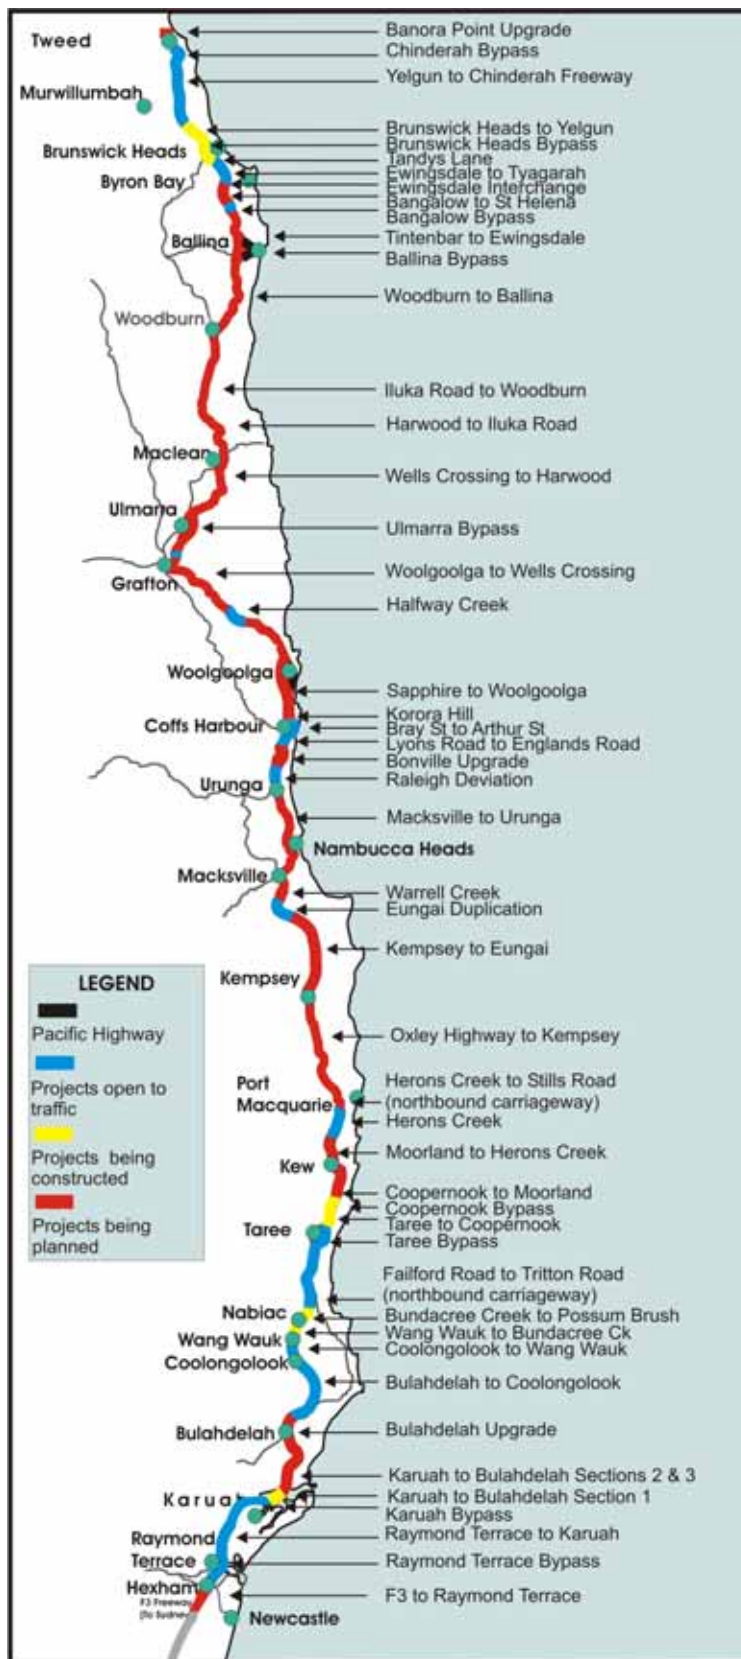 Tweed
Banora Point Upgrade
Chinderah Bypass
Yelgun to Chinderah Freeway
Murwillumbah
Brunswick Heads to Yelgun
Brunswick Heads Bypass
Brunswick Heads
Tandys Lane
Ewingsdale to Tyagarah
Byron Bay
Ewingsdale Interchange
Bangalow to St Helena
Bangalow Bypass
Tintenbar to Ewingsdale
Ballina
Ballina Bypass
Woodburn to Ballina
Woodburn
Iluka Road to Woodburn
Harwood to Iluka Road
Maclean
Wells Crossing to Harwood
Ulmarra
Ulmarra Bypass
Woolgoolga to Wells Crossing
Grafton
Halfway Creek
Woolgoolga
Sapphire to Woolgoolga
Korora Hill
Coffs Harbour
Bray St to Arthur St
Lyons Road to Englands Road
Bonville Upgrade
Raleigh Deviation
Urunga
Macksville to Urunga
Nambucca Heads
Macksville
Warrell Creek
Eungai Duplication
Kempsey to Eungai
Kempsey
LEGEND
Pacific Highway
Projects open to
traffic
Projects being
constructed
Projects being
planned
Oxley Highway to Kempsey
Port
Macquarie
Herons Creek to Stills Road
(northbound carriageway)
Herons Creek
Moorland to Herons Creek
Kew
Coopernook to Moorland
Coopernook Bypass
Taree to Coopernook
Taree
Taree Bypass
Failford Road to Tritton Road
(northbound carriageway)
Nabiac
Bundacree Creek to Possum Brush
Wang Wauk
Wang Wauk to Bundacree Ck
Coolongolook to Wang Wauk
Coolongolook
Bulahdelah to Coolongolook
Bulahdelah
Bulahdelah Upgrade
Karuah to Bulahdelah Sections 2 & 3
Karuah
Karuah to Bulahdelah Section 1
Karuah Bypass
Raymond
Terrace
Raymond Terrace to Karuah
Raymond Terrace Bypass
Hexham
F3 Freeway
(to Sydney
F3 to Raymond Terrace
Newcastle